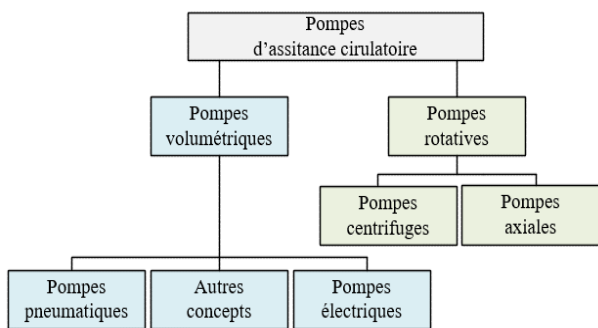 Pompes
d’assitance cirulatoire
Pompes
volumétriques
Pompes
rotatives
Pompes
centrifuges
Pompes
axiales
Pompes
pneumatiques
Autres
concepts
Pompes
électriques